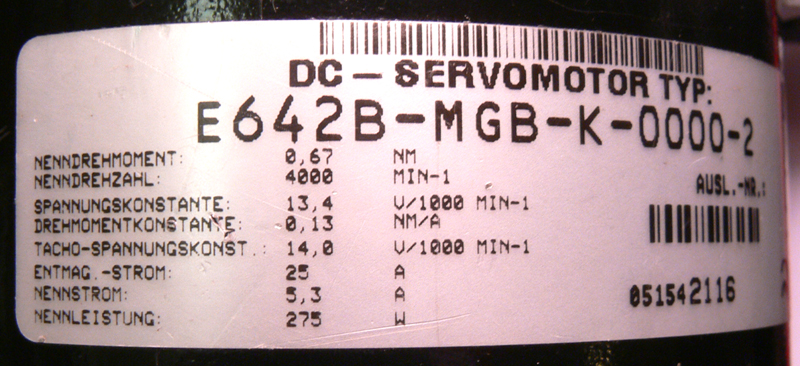 DC-SERVOMOTOR TYP:
E642B-MGB-K-0000-2
NENNDREHMOMENT: 0,67 NM
NENNDREHZAHL: 4000 MIN-1
AUSL.-NR.:
SPANNUNGSKONSTANTE: 13,4 V/1000 MIN-1
DREHMOMENTKONSTANTE: 0,13 NM/A
TACHO-SPANNUNGSKONST.: 14,0 V/1000 MIN-1
ENTMAG.-STROM: 25 A
NENNSTROM: 5,3 A
051542116
NENNLEISTUNG: 275 W